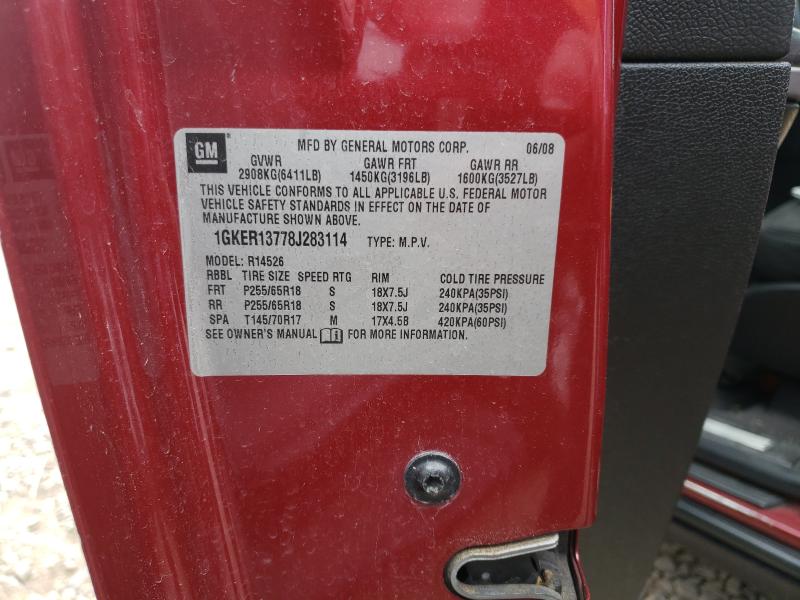 GM MFD BY GENERAL MOTORS CORP. 06/08
GVWR GAWR FRT GAWR RR
2908KG(6411LB) 1450KG(3196LB) 1600KG(3527LB)
THIS VEHICLE CONFORMS TO ALL APPLICABLE U.S. FEDERAL MOTOR
VEHICLE SAFETY STANDARDS IN EFFECT ON THE DATE OF
MANUFACTURE SHOWN ABOVE.
1GKER13778J283114 TYPE: M.P.V.
MODEL: R14526
RBBL TIRE SIZE SPEED RTG RIM COLD TIRE PRESSURE
FRT P255/65R18 S 18X7.5J 240KPA(35PSI)
RR P255/65R18 S 18X7.5J 240KPA(35PSI)
SPA T145/70R17 M 17X4.5B 420KPA(60PSI)
SEE OWNER'S MANUAL FOR MORE INFORMATION.